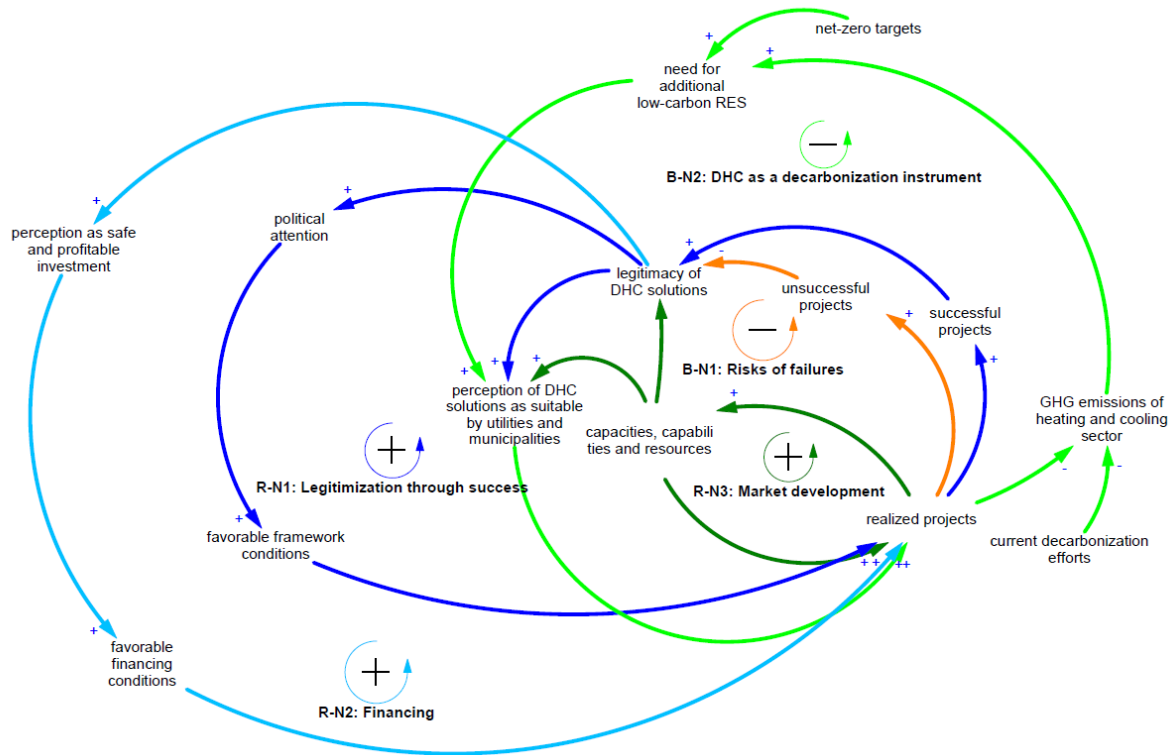 net-zero targets
+
+
need for
additional
low-carbon RES
−
B-N2: DHC as a decarbonization instrument
+
perception as safe
and profitable
investment
+
political
attention
+
-
legitimacy of
DHC solutions
unsuccessful
projects
+
successful
projects
+
−
B-N1: Risks of failures
+
+
+
perception of DHC
solutions as suitable
by utilities and
municipalities
+
capacities, capabili
ties and resources
GHG emissions of
heating and cooling
sector
-
-
+
R-N1: Legitimization through success
+
R-N3: Market development
realized projects
+
favorable framework
conditions
current decarbonization
efforts
++
++
+
favorable
financing
conditions
+
R-N2: Financing